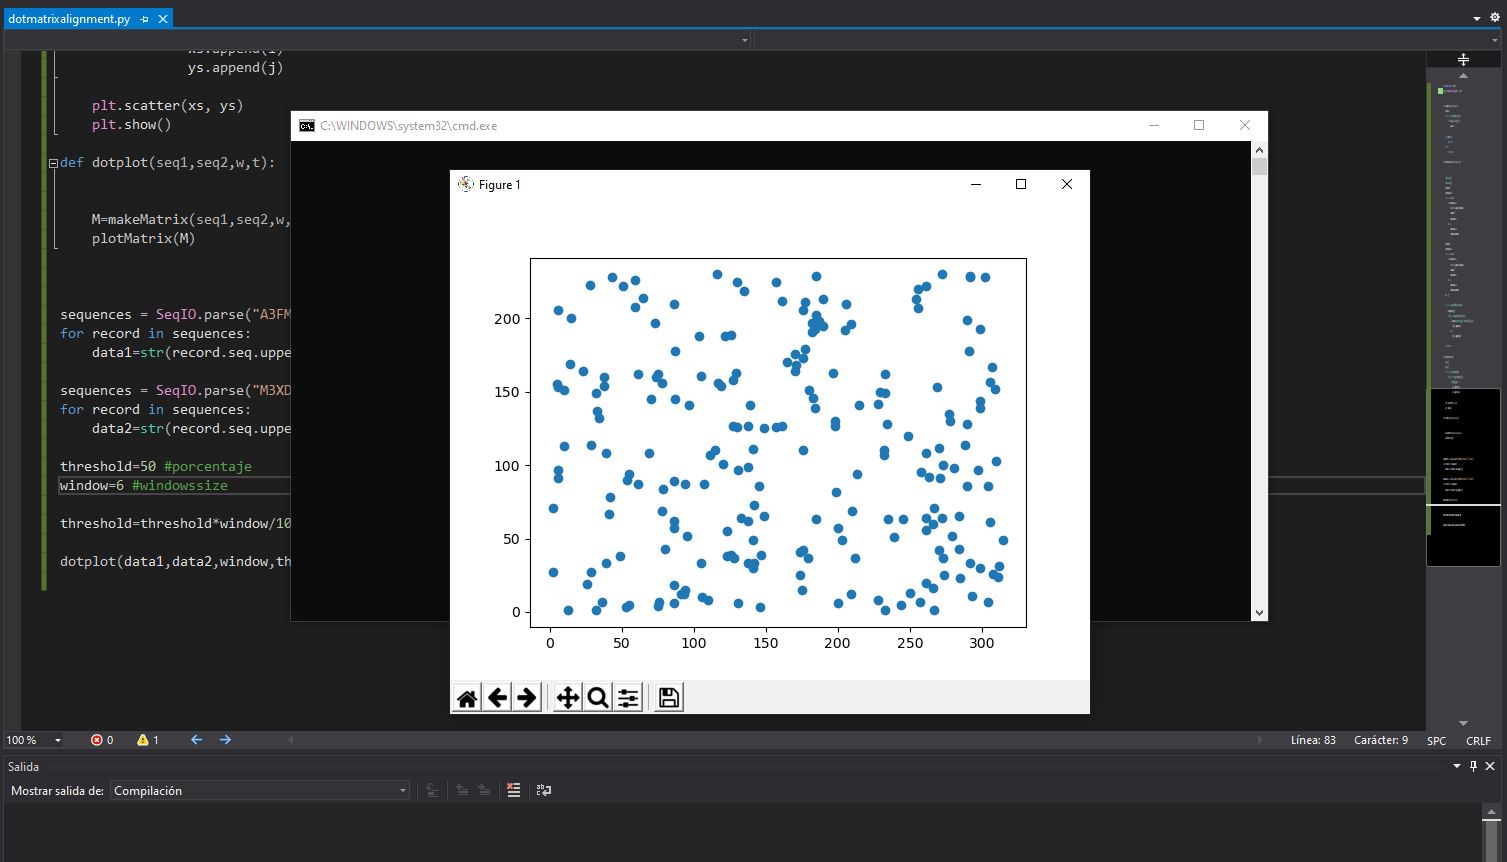 dotmatrixalignment.py
ys.append(j)
plt.scatter(xs, ys)
plt.show()
def dotplot(seq1,seq2,w,t):
M=makeMatrix(seq1,seq2,w,
plotMatrix(M)
sequences = SeqIO.parse("A3FM
for record in sequences:
data1=str(record.seq.uppe
sequences = SeqIO.parse("M3XD
for record in sequences:
data2=str(record.seq.uppe
threshold=50 #porcentaje
window=6 #windowssize
threshold=threshold*window/10
dotplot(data1,data2,window,th
C:\WINDOWS\system32\cmd.exe
Figure 1
200
150
100
50
0
0 50 100 150 200 250 300
100 % 0 1 Línea: 83 Carácter: 9 SPC CRLF
Salida
Mostrar salida de: Compilación